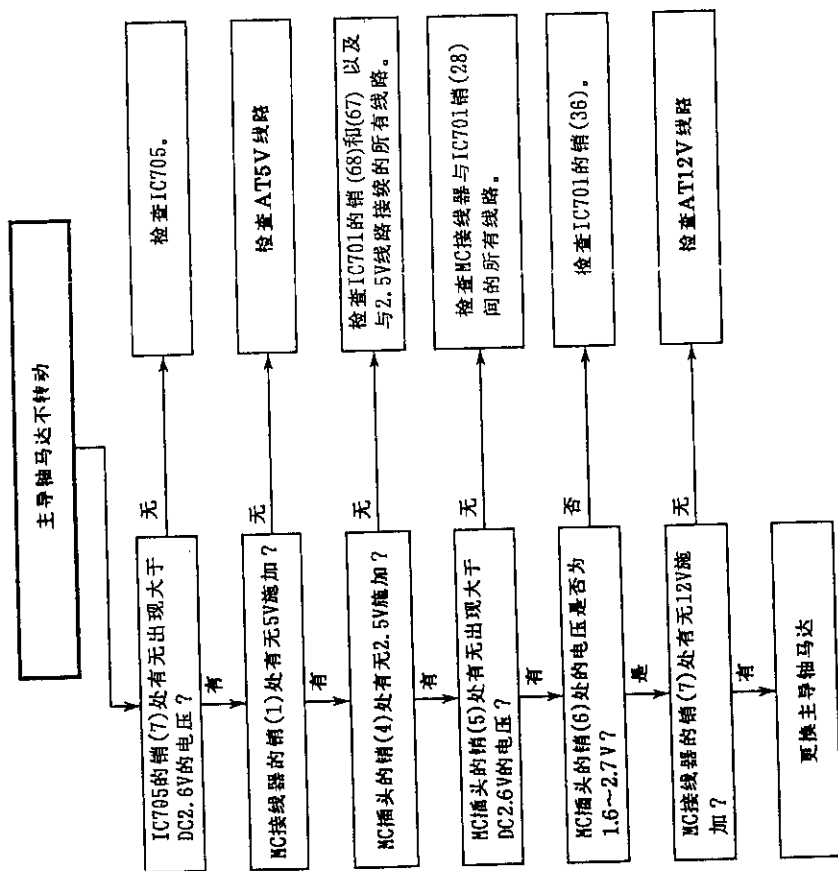 主导轴马达不转动
IC705的销(7)处有无出现大于
DC2.6V的电压？
无
检查IC705。
有
MC接线器的销(1)处有无5V施加？
无
检查AT5V线路
有
MC插头的销(4)处有无2.5V施加？
无
检查IC701的销(68)和(67)以及
与2.5V线路接续的所有线路。
有
MC插头的销(5)处有无出现大于
DC2.6V的电压？
无
检查MC接线器与IC701销(28)
间的所有线路。
有
MC插头的销(6)处的电压是否为
1.6～2.7V？
否
检查IC701的销(36)。
是
MC接线器的销(7)处有无12V施
加？
无
检查AT12V线路
有
更换主导轴马达